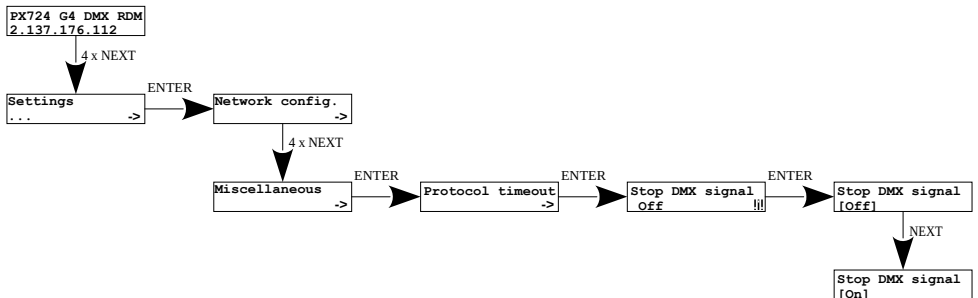 PX724 G4 DMX RDM
2.137.176.112
4 x NEXT
Settings
... ->
ENTER
Network config.
->
4 x NEXT
Miscellaneous
->
ENTER
Protocol timeout
->
ENTER
Stop DMX signal
Off !i!
ENTER
Stop DMX signal
[Off]
NEXT
Stop DMX signal
[On]